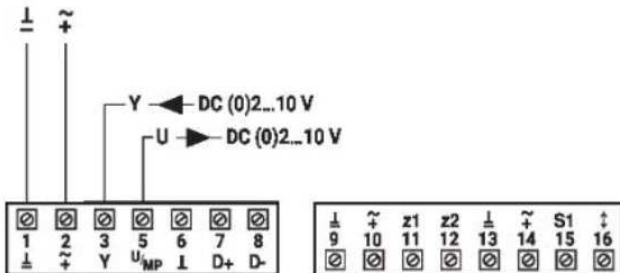 ⊥ ~
− +
Y DC (0)2...10 V
U DC (0)2...10 V
1 2 3 5 6 7 8
⊥ ~+ Y U/MP ⊥ D+ D-
⊥ ~+ z1 z2 ⊥ ~+ S1 ↕
9 10 11 12 13 14 15 16